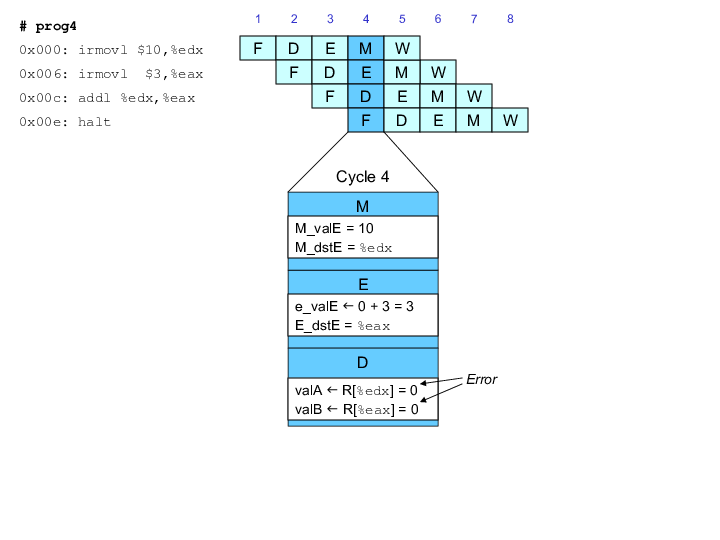 # prog4
1 2 3 4 5 6 7 8
0x000: irmovl $10,%edx F D E M W
0x006: irmovl  $3,%eax F D E M W
0x00c: addl %edx,%eax F D E M W
0x00e: halt F D E M W
Cycle 4
M
M_valE = 10
M_dstE = %edx
E
e_valE ← 0 + 3 = 3
E_dstE = %eax
D
valA ← R[%edx] = 0
valB ← R[%eax] = 0
Error